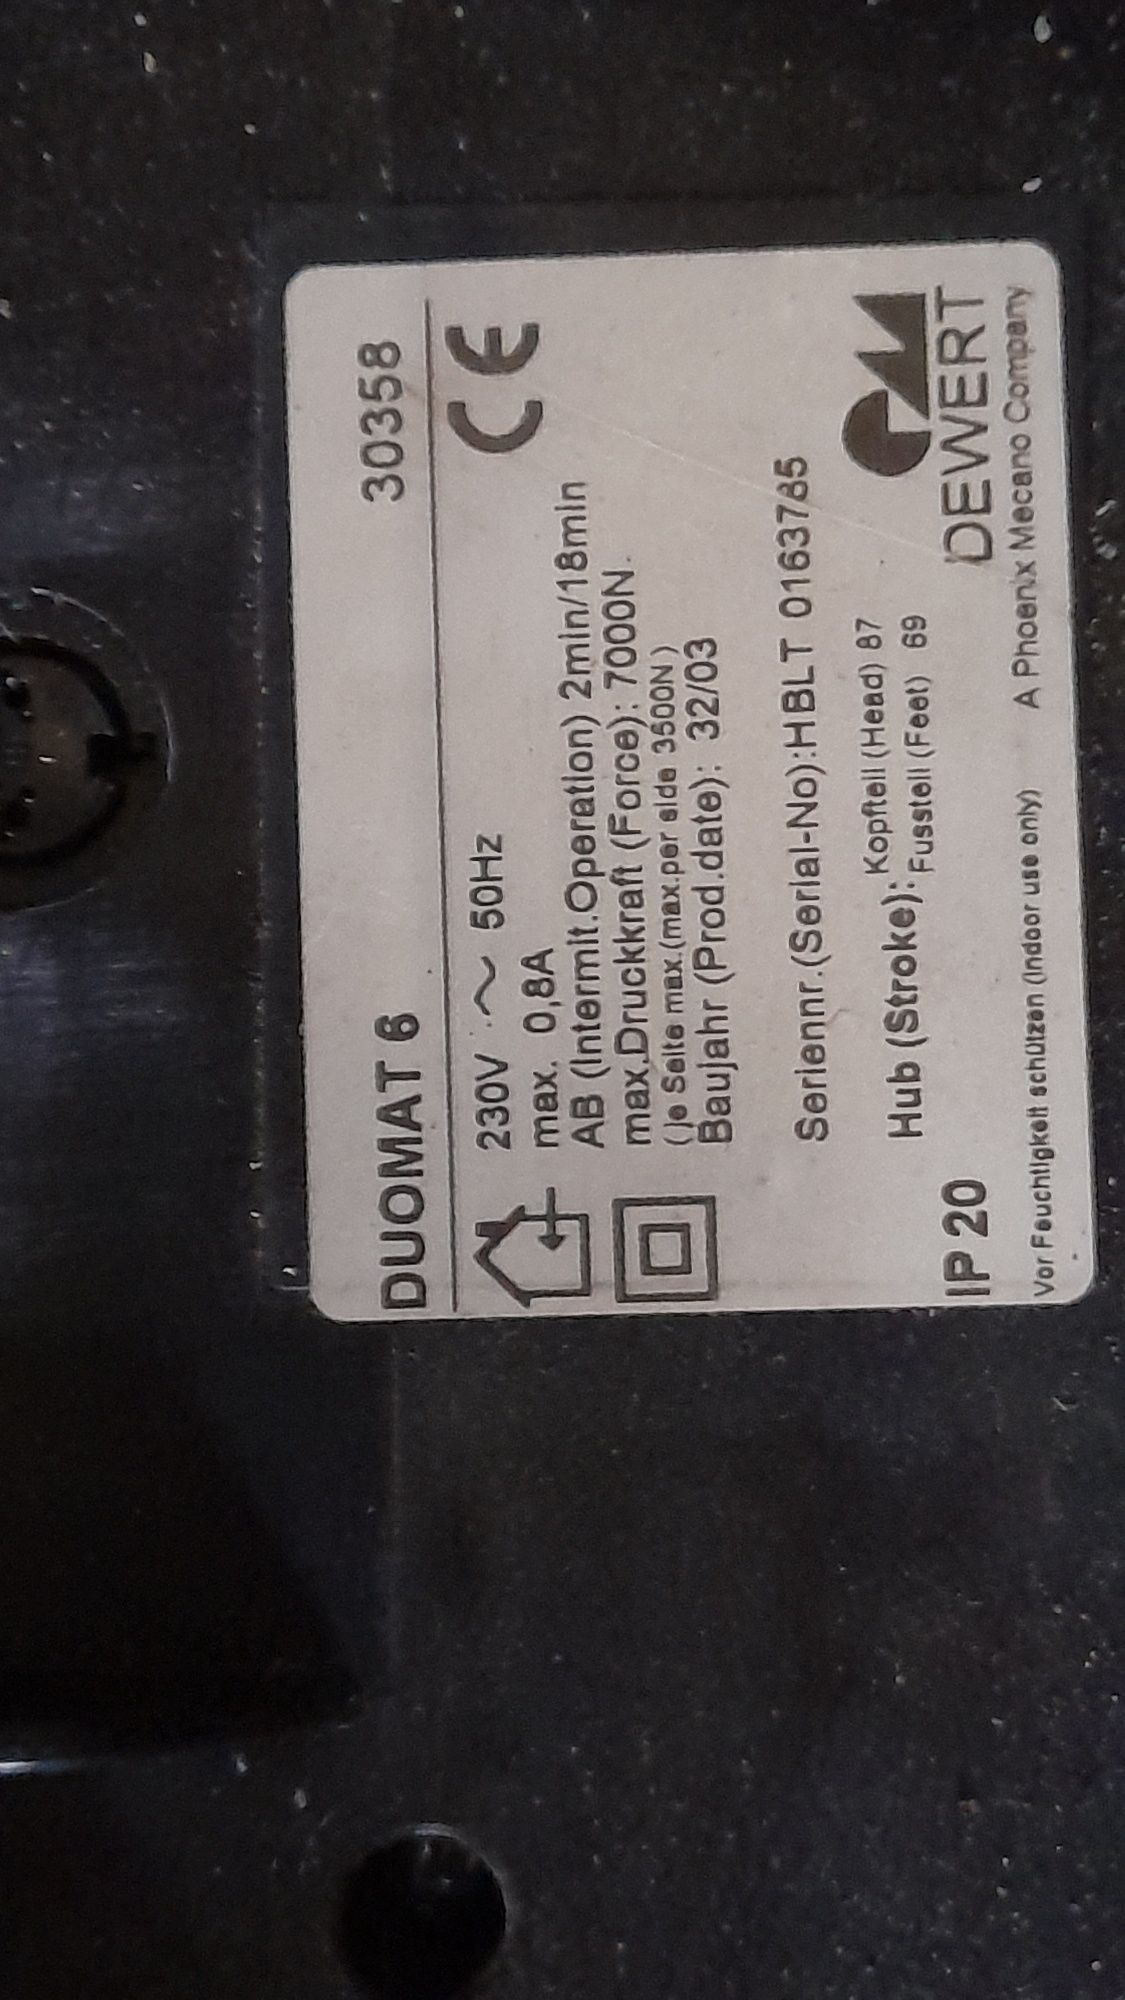 DUOMAT 6 30358
230V ~ 50Hz CE
max. 0,8A
AB (Intermit.Operation) 2min/18min
max.Druckkraft (Force): 7000N.
(je Seite max.(max.per side 3500N)
Baujahr (Prod.date): 32/03
Seriennr.(Serial-No):HBLT 0163785
Hub (Stroke): Kopfteil (Head) 87
Fussteil (Feet) 69
IP 20
DEWERT
Vor Feuchtigkeit schützen (Indoor use only) A Phoenix Mecano Company